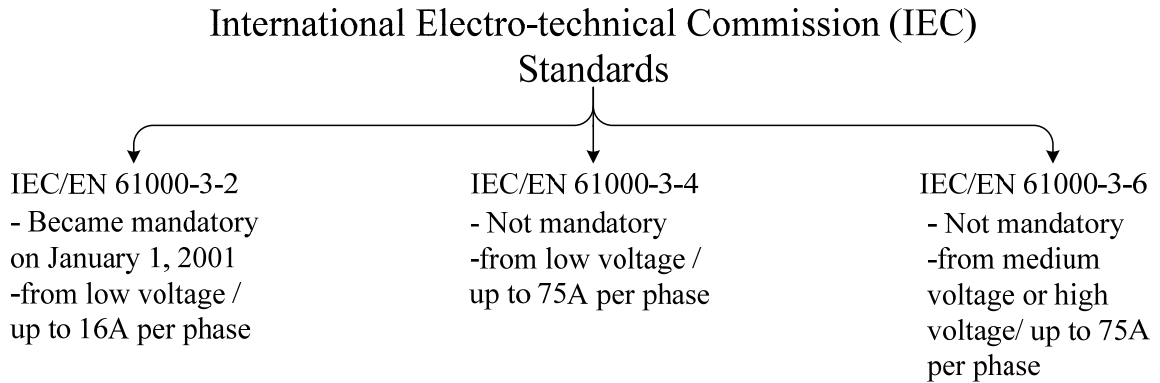 International Electro-technical Commission (IEC)
Standards
IEC/EN 61000-3-2
- Became mandatory
on January 1, 2001
-from low voltage /
up to 16A per phase
IEC/EN 61000-3-4
- Not mandatory
-from low voltage /
up to 75A per phase
IEC/EN 61000-3-6
- Not mandatory
-from medium
voltage or high
voltage/ up to 75A
per phase